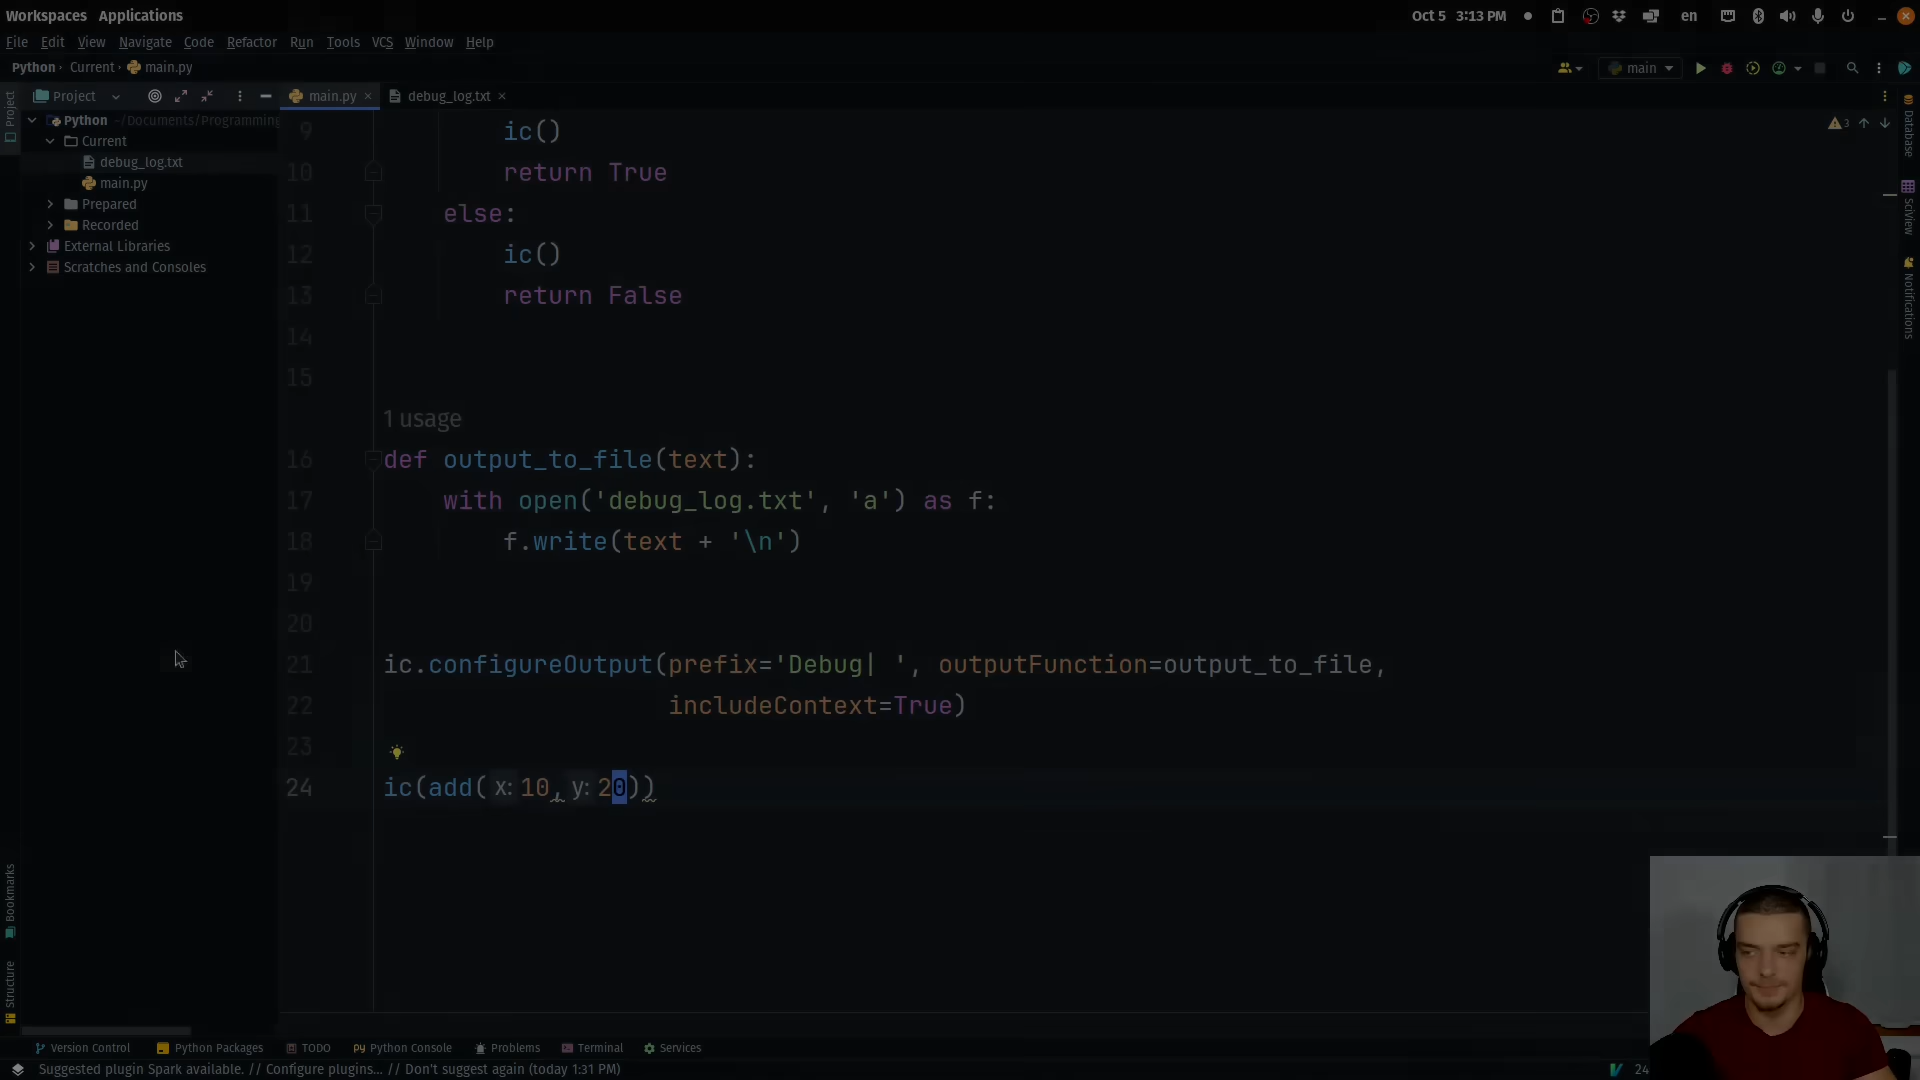 Workspaces Applications
Oct 5 3:13 PM
en
File Edit View Navigate Code Refactor Run Tools VCS Window Help
Python Current main.py
main
Project
main.py
debug_log.txt
3
Python ~/Documents/Programming
Current
debug_log.txt
main.py
Prepared
Recorded
External Libraries
Scratches and Consoles
Project
Bookmarks
Structure
Database
SciView
Notifications
9 ic()
10 return True
11 else:
12 ic()
13 return False
14
15
1 usage
16 def output_to_file(text):
17 with open('debug_log.txt', 'a') as f:
18 f.write(text + '\n')
19
20
21 ic.configureOutput(prefix='Debug| ', outputFunction=output_to_file,
22 includeContext=True)
23
24 ic(add( x: 10, y: 20))
Version Control Python Packages TODO Python Console Problems Terminal Services
Suggested plugin Spark available. // Configure plugins... // Don't suggest again (today 1:31 PM)
24